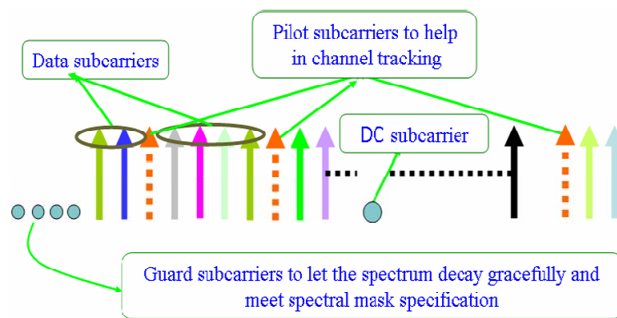 Data subcarriers
Pilot subcarriers to help
in channel tracking
DC subcarrier
Guard subcarriers to let the spectrum decay gracefully and
meet spectral mask specification